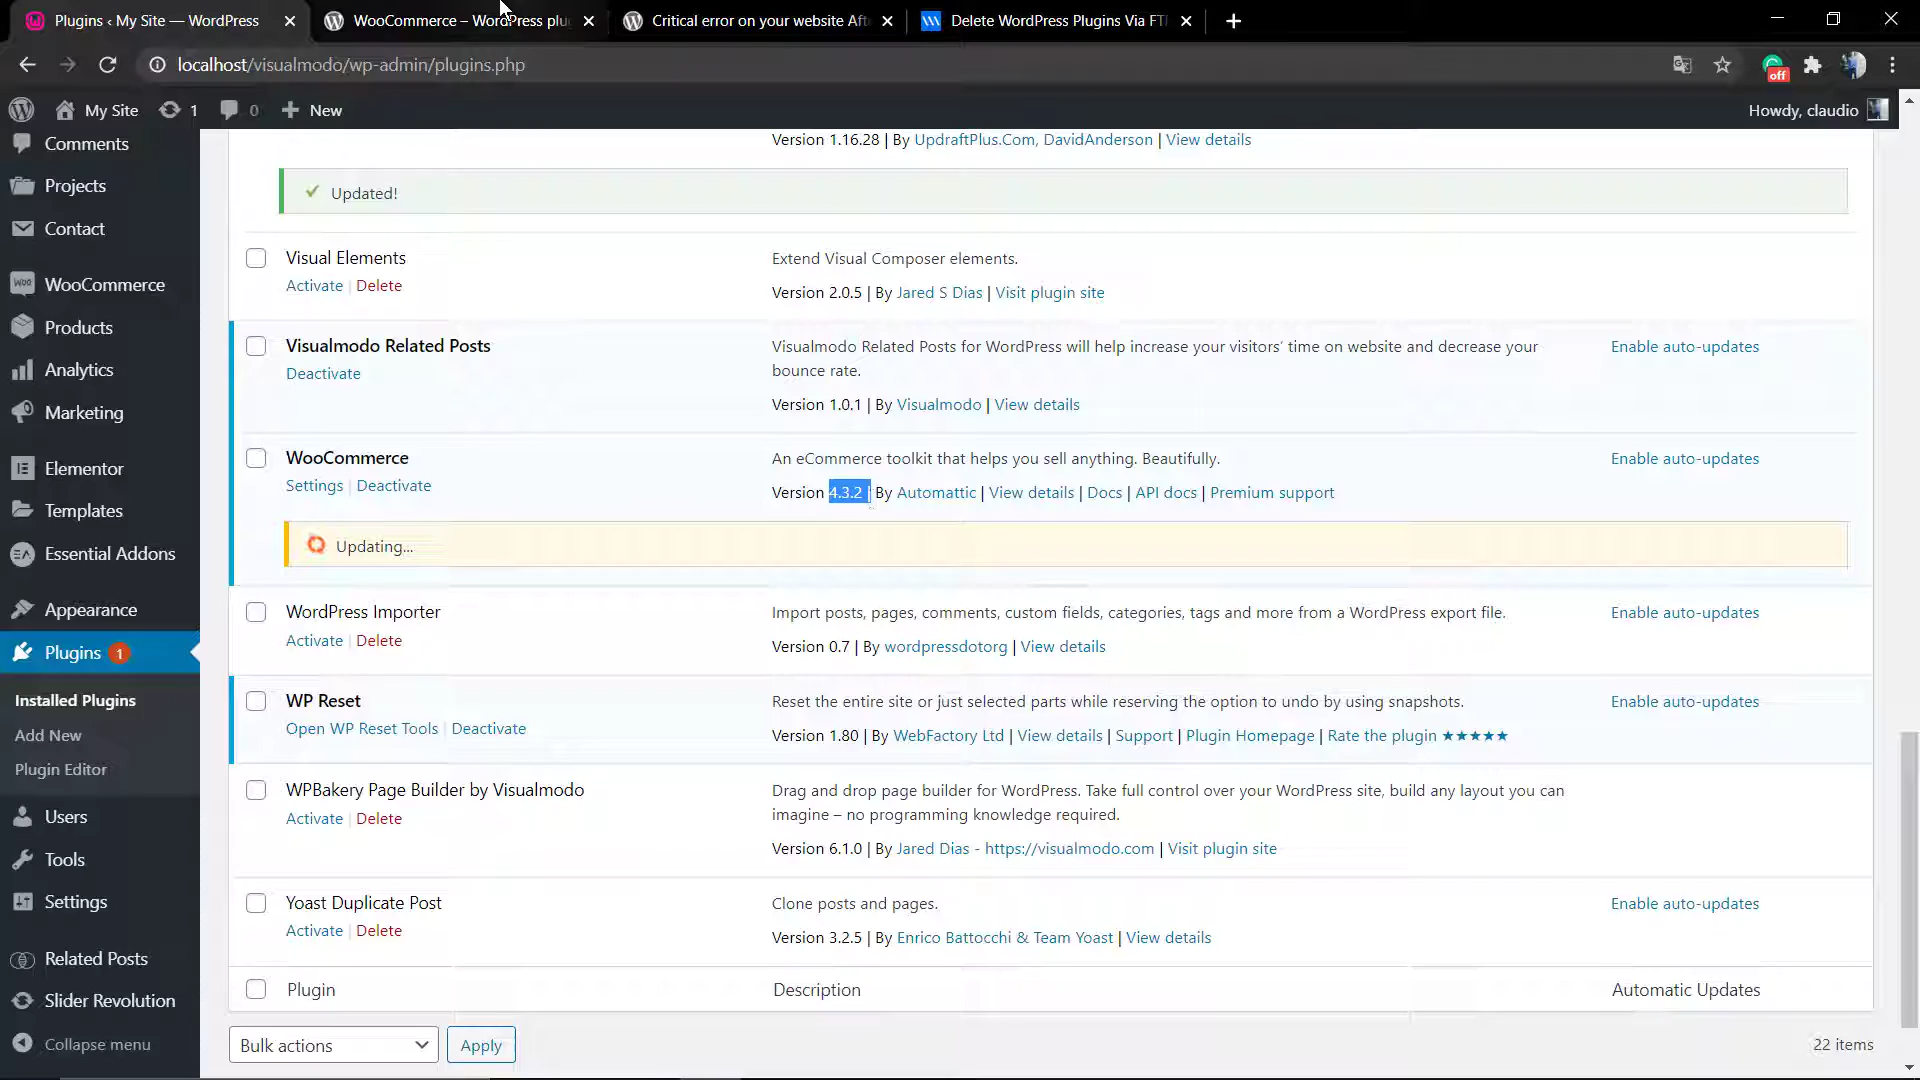 Plugins ‹ My Site — WordPress
WooCommerce – WordPress plu
Critical error on your website Aft
Delete WordPress Plugins Via FT
localhost/visualmodo/wp-admin/plugins.php
off
My Site
1
0
New
Howdy, claudio
Comments
Projects
Contact
WooCommerce
Products
Analytics
Marketing
Elementor
Templates
Essential Addons
Appearance
Plugins 1
Installed Plugins
Add New
Plugin Editor
Users
Tools
Settings
Related Posts
Slider Revolution
Collapse menu
Version 1.16.28 | By UpdraftPlus.Com, DavidAnderson | View details
Updated!
Visual Elements
Activate | Delete
Extend Visual Composer elements.
Version 2.0.5 | By Jared S Dias | Visit plugin site
Visualmodo Related Posts
Deactivate
Visualmodo Related Posts for WordPress will help increase your visitors’ time on website and decrease your
bounce rate.
Version 1.0.1 | By Visualmodo | View details
Enable auto-updates
WooCommerce
Settings | Deactivate
An eCommerce toolkit that helps you sell anything. Beautifully.
Version 4.3.2 | By Automattic | View details | Docs | API docs | Premium support
Enable auto-updates
Updating...
WordPress Importer
Activate | Delete
Import posts, pages, comments, custom fields, categories, tags and more from a WordPress export file.
Version 0.7 | By wordpressdotorg | View details
Enable auto-updates
WP Reset
Open WP Reset Tools | Deactivate
Reset the entire site or just selected parts while reserving the option to undo by using snapshots.
Version 1.80 | By WebFactory Ltd | View details | Support | Plugin Homepage | Rate the plugin ★★★★★
Enable auto-updates
WPBakery Page Builder by Visualmodo
Activate | Delete
Drag and drop page builder for WordPress. Take full control over your WordPress site, build any layout you can
imagine – no programming knowledge required.
Version 6.1.0 | By Jared Dias - https://visualmodo.com | Visit plugin site
Yoast Duplicate Post
Activate | Delete
Clone posts and pages.
Version 3.2.5 | By Enrico Battocchi & Team Yoast | View details
Enable auto-updates
Plugin
Description
Automatic Updates
Bulk actions
Apply
22 items